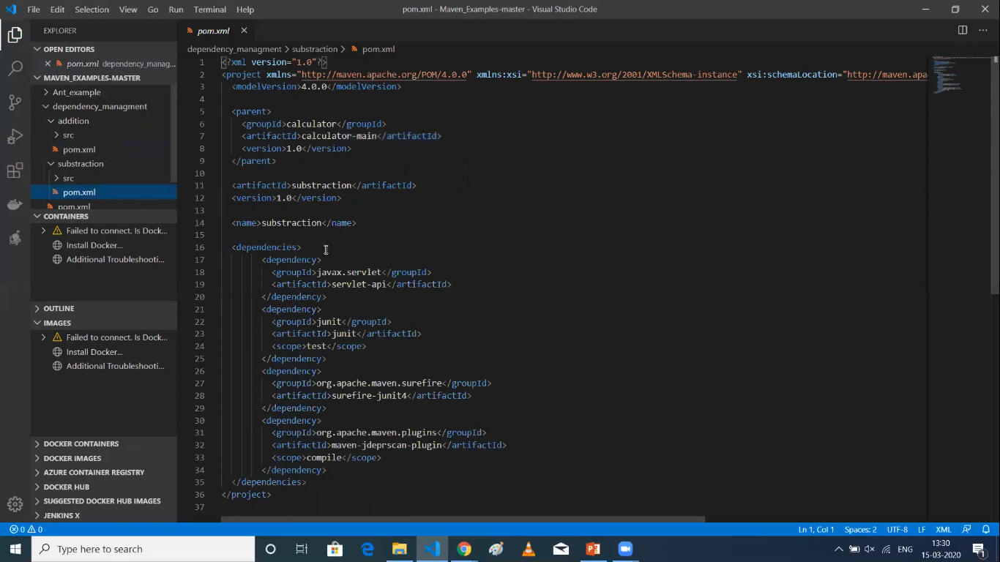 File Edit Selection View Go Run Terminal Help
pom.xml - Maven_Examples-master - Visual Studio Code
EXPLORER
OPEN EDITORS
pom.xml dependency_manag...
MAVEN_EXAMPLES-MASTER
Ant_example
dependency_managment
addition
src
pom.xml
substraction
src
pom.xml
pom.xml
CONTAINERS
Failed to connect. Is Dock...
Install Docker...
Additional Troubleshooti...
OUTLINE
IMAGES
Failed to connect. Is Dock...
Install Docker...
Additional Troubleshooti...
DOCKER CONTAINERS
DOCKER IMAGES
AZURE CONTAINER REGISTRY
DOCKER HUB
SUGGESTED DOCKER HUB IMAGES
JENKINS X
pom.xml
dependency_managment > substraction > pom.xml
1 <?xml version="1.0"?>
2 <project xmlns="http://maven.apache.org/POM/4.0.0" xmlns:xsi="http://www.w3.org/2001/XMLSchema-instance" xsi:schemaLocation="http://maven.apa
3 <modelVersion>4.0.0</modelVersion>
4
5 <parent>
6 <groupId>calculator</groupId>
7 <artifactId>calculator-main</artifactId>
8 <version>1.0</version>
9 </parent>
10
11 <artifactId>substraction</artifactId>
12 <version>1.0</version>
13
14 <name>substraction</name>
15
16 <dependencies>
17 <dependency>
18 <groupId>javax.servlet</groupId>
19 <artifactId>servlet-api</artifactId>
20 </dependency>
21 <dependency>
22 <groupId>junit</groupId>
23 <artifactId>junit</artifactId>
24 <scope>test</scope>
25 </dependency>
26 <dependency>
27 <groupId>org.apache.maven.surefire</groupId>
28 <artifactId>surefire-junit4</artifactId>
29 </dependency>
30 <dependency>
31 <groupId>org.apache.maven.plugins</groupId>
32 <artifactId>maven-jdeprscan-plugin</artifactId>
33 <scope>compile</scope>
34 </dependency>
35 </dependencies>
36 </project>
37
0 0 Ln 1, Col 1 Spaces: 2 UTF-8 LF XML
Type here to search
ENG
13:30
15-03-2020
1